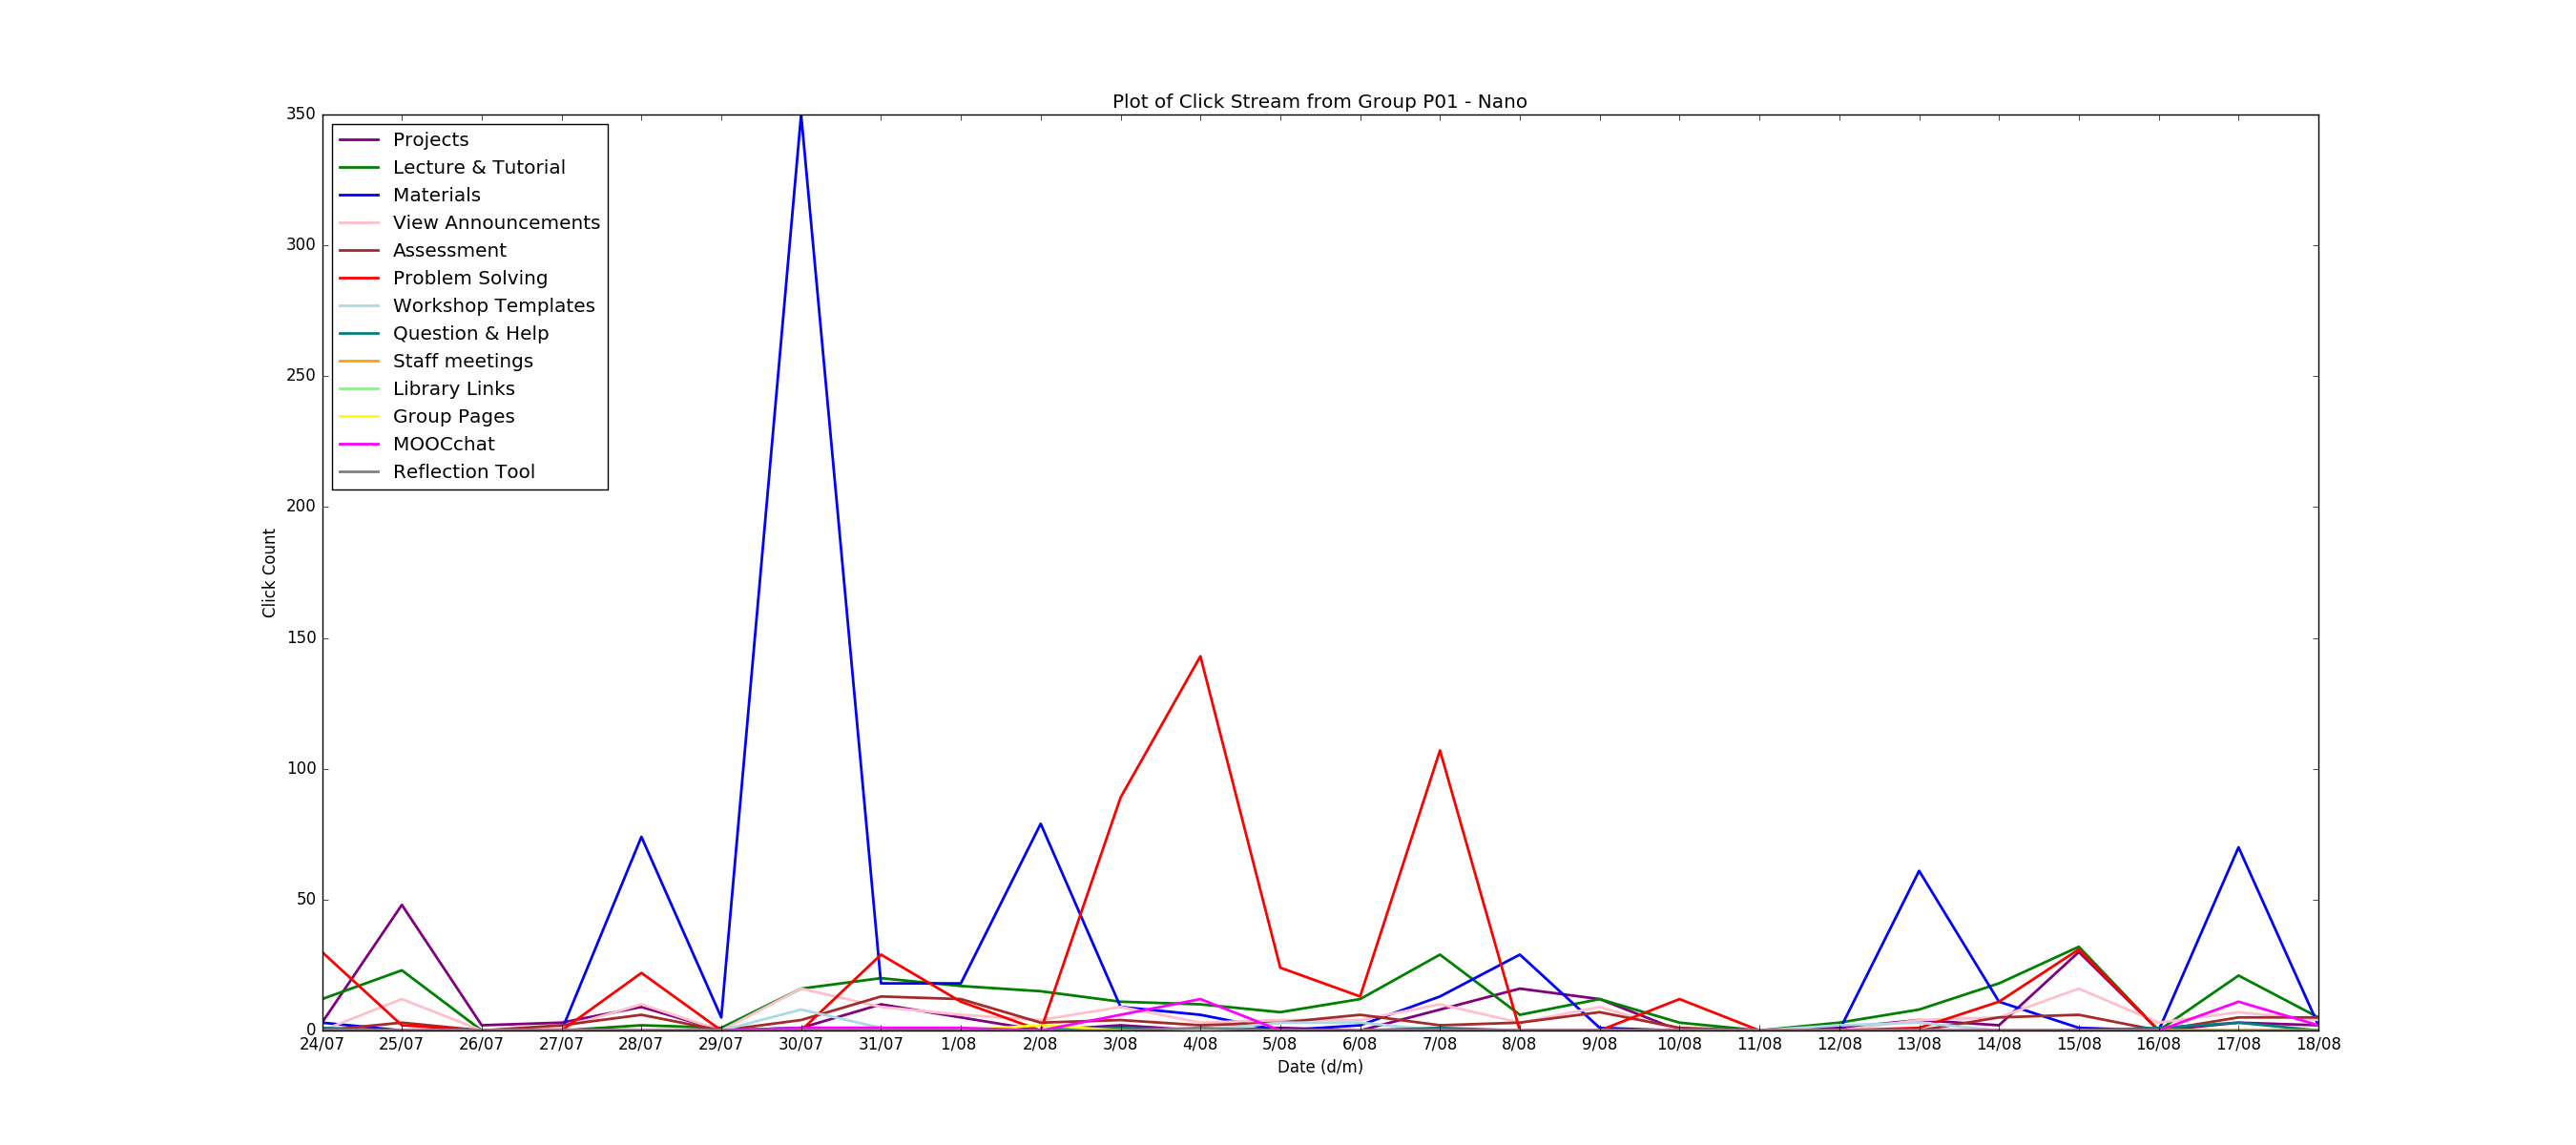 Plot of Click Stream from Group P01 - Nano
350
300
250
200
150
100
50
0
Click Count
Projects
Lecture & Tutorial
Materials
View Announcements
Assessment
Problem Solving
Workshop Templates
Question & Help
Staff meetings
Library Links
Group Pages
MOOCchat
Reflection Tool
24/07 25/07 26/07 27/07 28/07 29/07 30/07 31/07 1/08 2/08 3/08 4/08 5/08 6/08 7/08 8/08 9/08 10/08 11/08 12/08 13/08 14/08 15/08 16/08 17/08 18/08
Date (d/m)